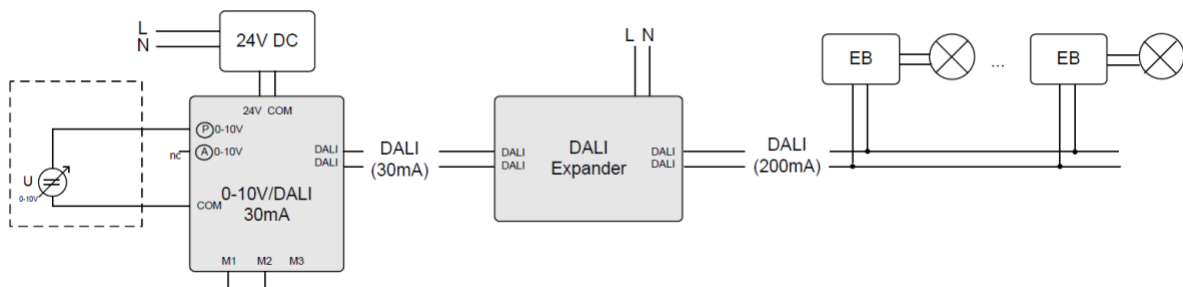 L
N
24V DC
24V COM
P 0-10V
nc A 0-10V
U
0-10V
COM
0-10V/DALI
30mA
DALI
DALI
M1 M2 M3
DALI
(30mA)
L N
DALI
DALI
DALI
Expander
DALI
DALI
DALI
(200mA)
EB
...
EB